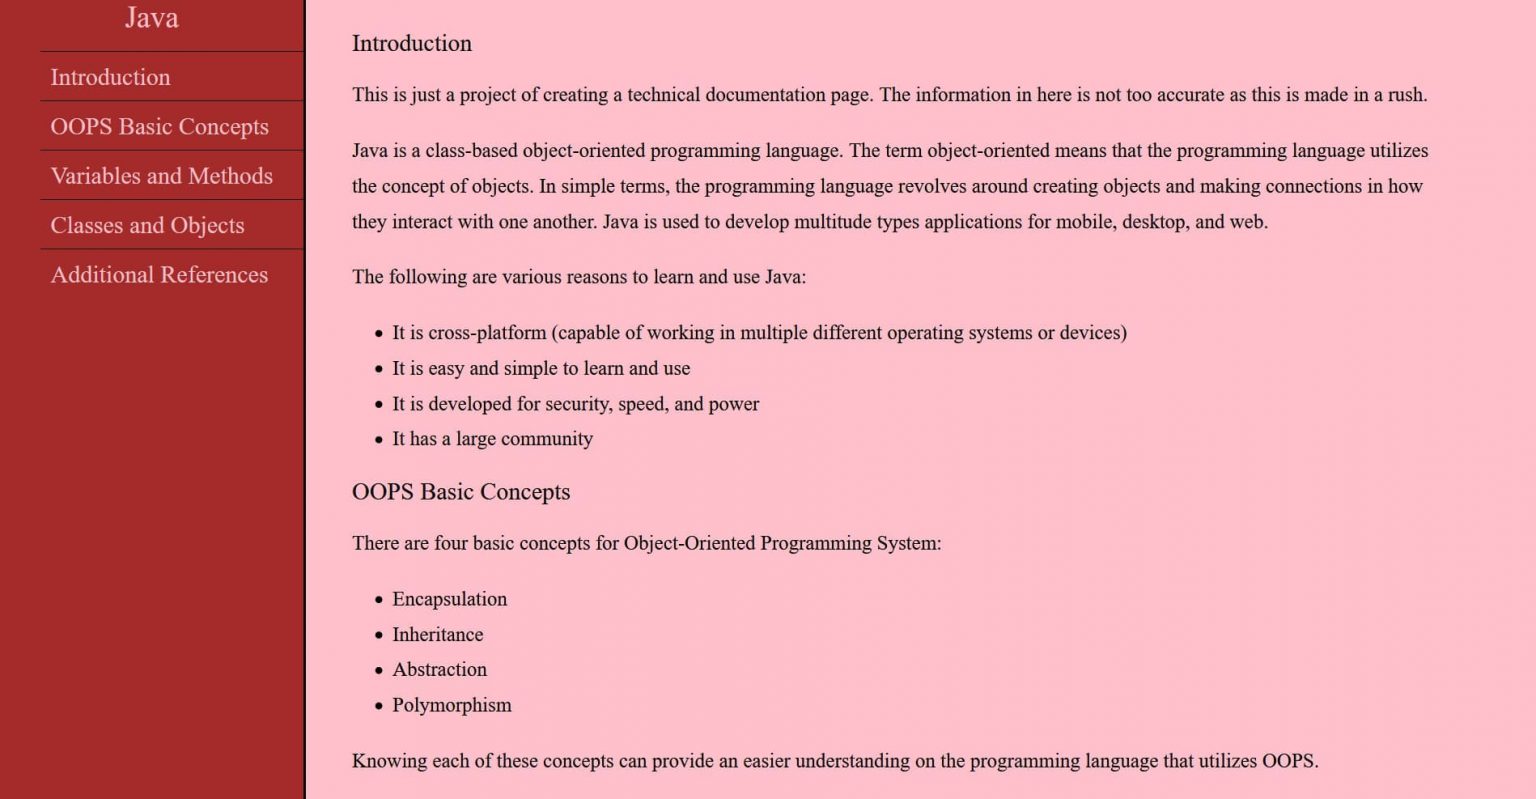 Java
Introduction
OOPS Basic Concepts
Variables and Methods
Classes and Objects
Additional References
Introduction
This is just a project of creating a technical documentation page. The information in here is not too accurate as this is made in a rush.
Java is a class-based object-oriented programming language. The term object-oriented means that the programming language utilizes
the concept of objects. In simple terms, the programming language revolves around creating objects and making connections in how
they interact with one another. Java is used to develop multitude types applications for mobile, desktop, and web.
The following are various reasons to learn and use Java:
It is cross-platform (capable of working in multiple different operating systems or devices)
It is easy and simple to learn and use
It is developed for security, speed, and power
It has a large community
OOPS Basic Concepts
There are four basic concepts for Object-Oriented Programming System:
Encapsulation
Inheritance
Abstraction
Polymorphism
Knowing each of these concepts can provide an easier understanding on the programming language that utilizes OOPS.